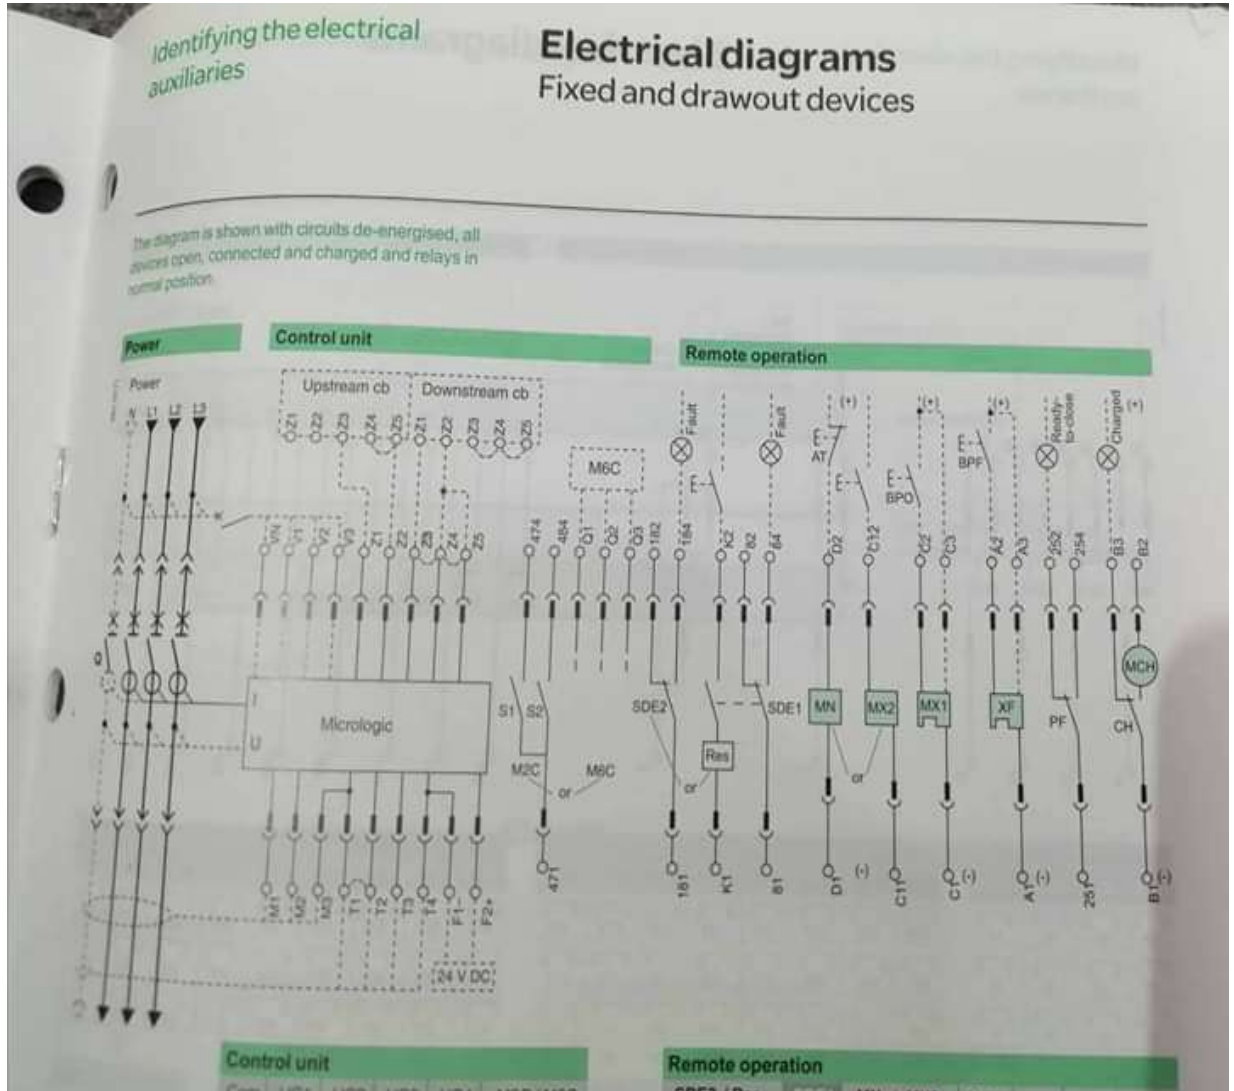 Identifying the electrical
auxiliaries
Electrical diagrams
Fixed and drawout devices
The diagram is shown with circuits de-energised, all
devices open, connected and charged and relays in
normal position.
Power
Control unit
Remote operation
Power
N L1 L2 L3
Upstream cb
Downstream cb
Z1 Z2 Z3 Z4 Z5 Z1 Z2 Z3 Z4 Z5
M6C
Fault
Fault
(+)
AT
BPO
(+)
BPF
(+)
Ready-
to-close
Charged
(+)
VN V1 V2 V3 Z1 Z2 Z3 Z4 Z5
474 484 Q1 Q2 Q3 182 184 K2 82 84 D2 C12 C2 C3 A2 A3 252 254 B3 B2
Q
I
U
Micrologic
S1 S2
M2C or M6C
SDE2
or
Res
SDE1
MN
MX2
or
MX1
XF
PF
CH
MCH
M1 M2 M3 T1 T2 T3 T4 F1- F2+
24 V DC
471 181 K1 81 D1 (-) C11 C1 (-) A1 (-) 251 B1 (-)
Control unit
Remote operation